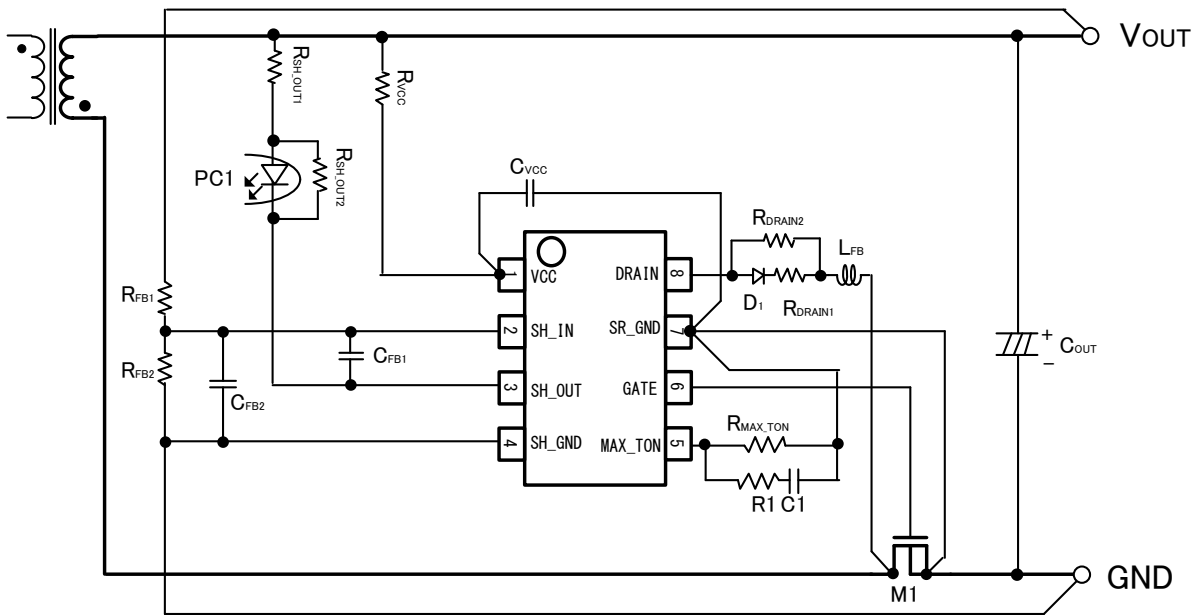 VOUT
RSH_OUT1
RVCC
RSH_OUT2
PC1
CVCC
RDRAIN2
LFB
1
VCC
DRAIN
8
D1
RDRAIN1
RFB1
2
SH_IN
SR_GND
7
+
COUT
−
RFB2
CFB1
CFB2
3
SH_OUT
GATE
6
RMAX_TON
4
SH_GND
MAX_TON
5
R1 C1
GND
M1